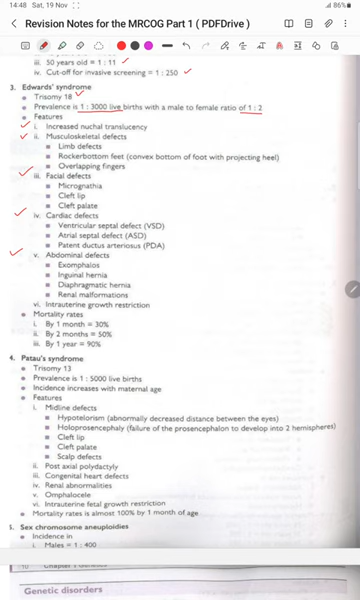 14:48 Sat, 19 Nov
86%
Revision Notes for the MRCOG Part 1 ( PDFDrive )
iii. 50 years old = 1 : 11
iv. Cut-off for invasive screening = 1 : 250
3. Edwards' syndrome
Trisomy 18
Prevalence is 1 : 3000 live births with a male to female ratio of 1 : 2
Features
i. Increased nuchal translucency
ii. Musculoskeletal defects
Limb defects
Rockerbottom feet (convex bottom of foot with projecting heel)
Overlapping fingers
iii. Facial defects
Micrognathia
Cleft lip
Cleft palate
iv. Cardiac defects
Ventricular septal defect (VSD)
Atrial septal defect (ASD)
Patent ductus arteriosus (PDA)
v. Abdominal defects
Exomphalos
Inguinal hernia
Diaphragmatic hernia
Renal malformations
vi. Intrauterine growth restriction
Mortality rates
i. By 1 month = 30%
ii. By 2 months = 50%
iii. By 1 year = 90%
4. Patau's syndrome
Trisomy 13
Prevalence is 1 : 5000 live births
Incidence increases with maternal age
Features
i. Midline defects
Hypotelorism (abnormally decreased distance between the eyes)
Holoprosencephaly (failure of the prosencephalon to develop into 2 hemispheres)
Cleft lip
Cleft palate
Scalp defects
ii. Post axial polydactyly
iii. Congenital heart defects
iv. Renal abnormalities
v. Omphalocele
vi. Intrauterine fetal growth restriction
Mortality rates is almost 100% by 1 month of age
5. Sex chromosome aneuploidies
Incidence in
i. Males = 1 : 400
10
Genetic disorders